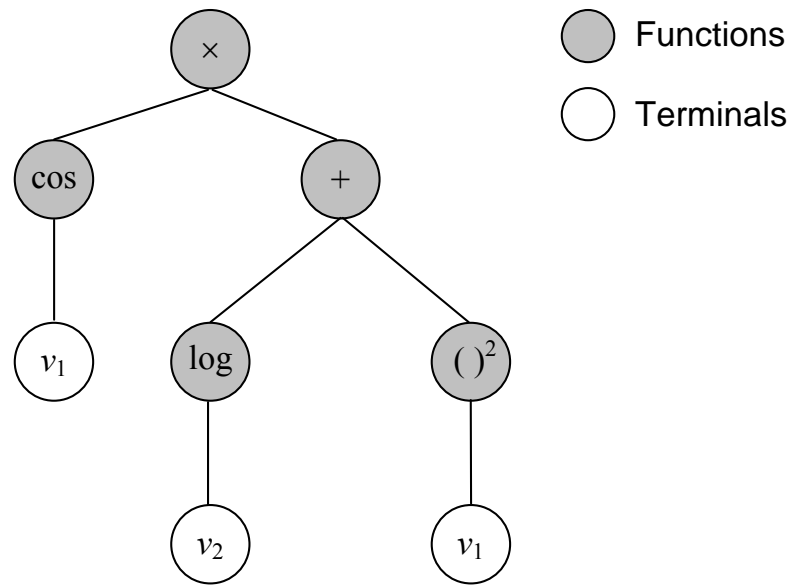 ×
Functions
Terminals
cos
+
v₁
log
( )²
v₂
v₁